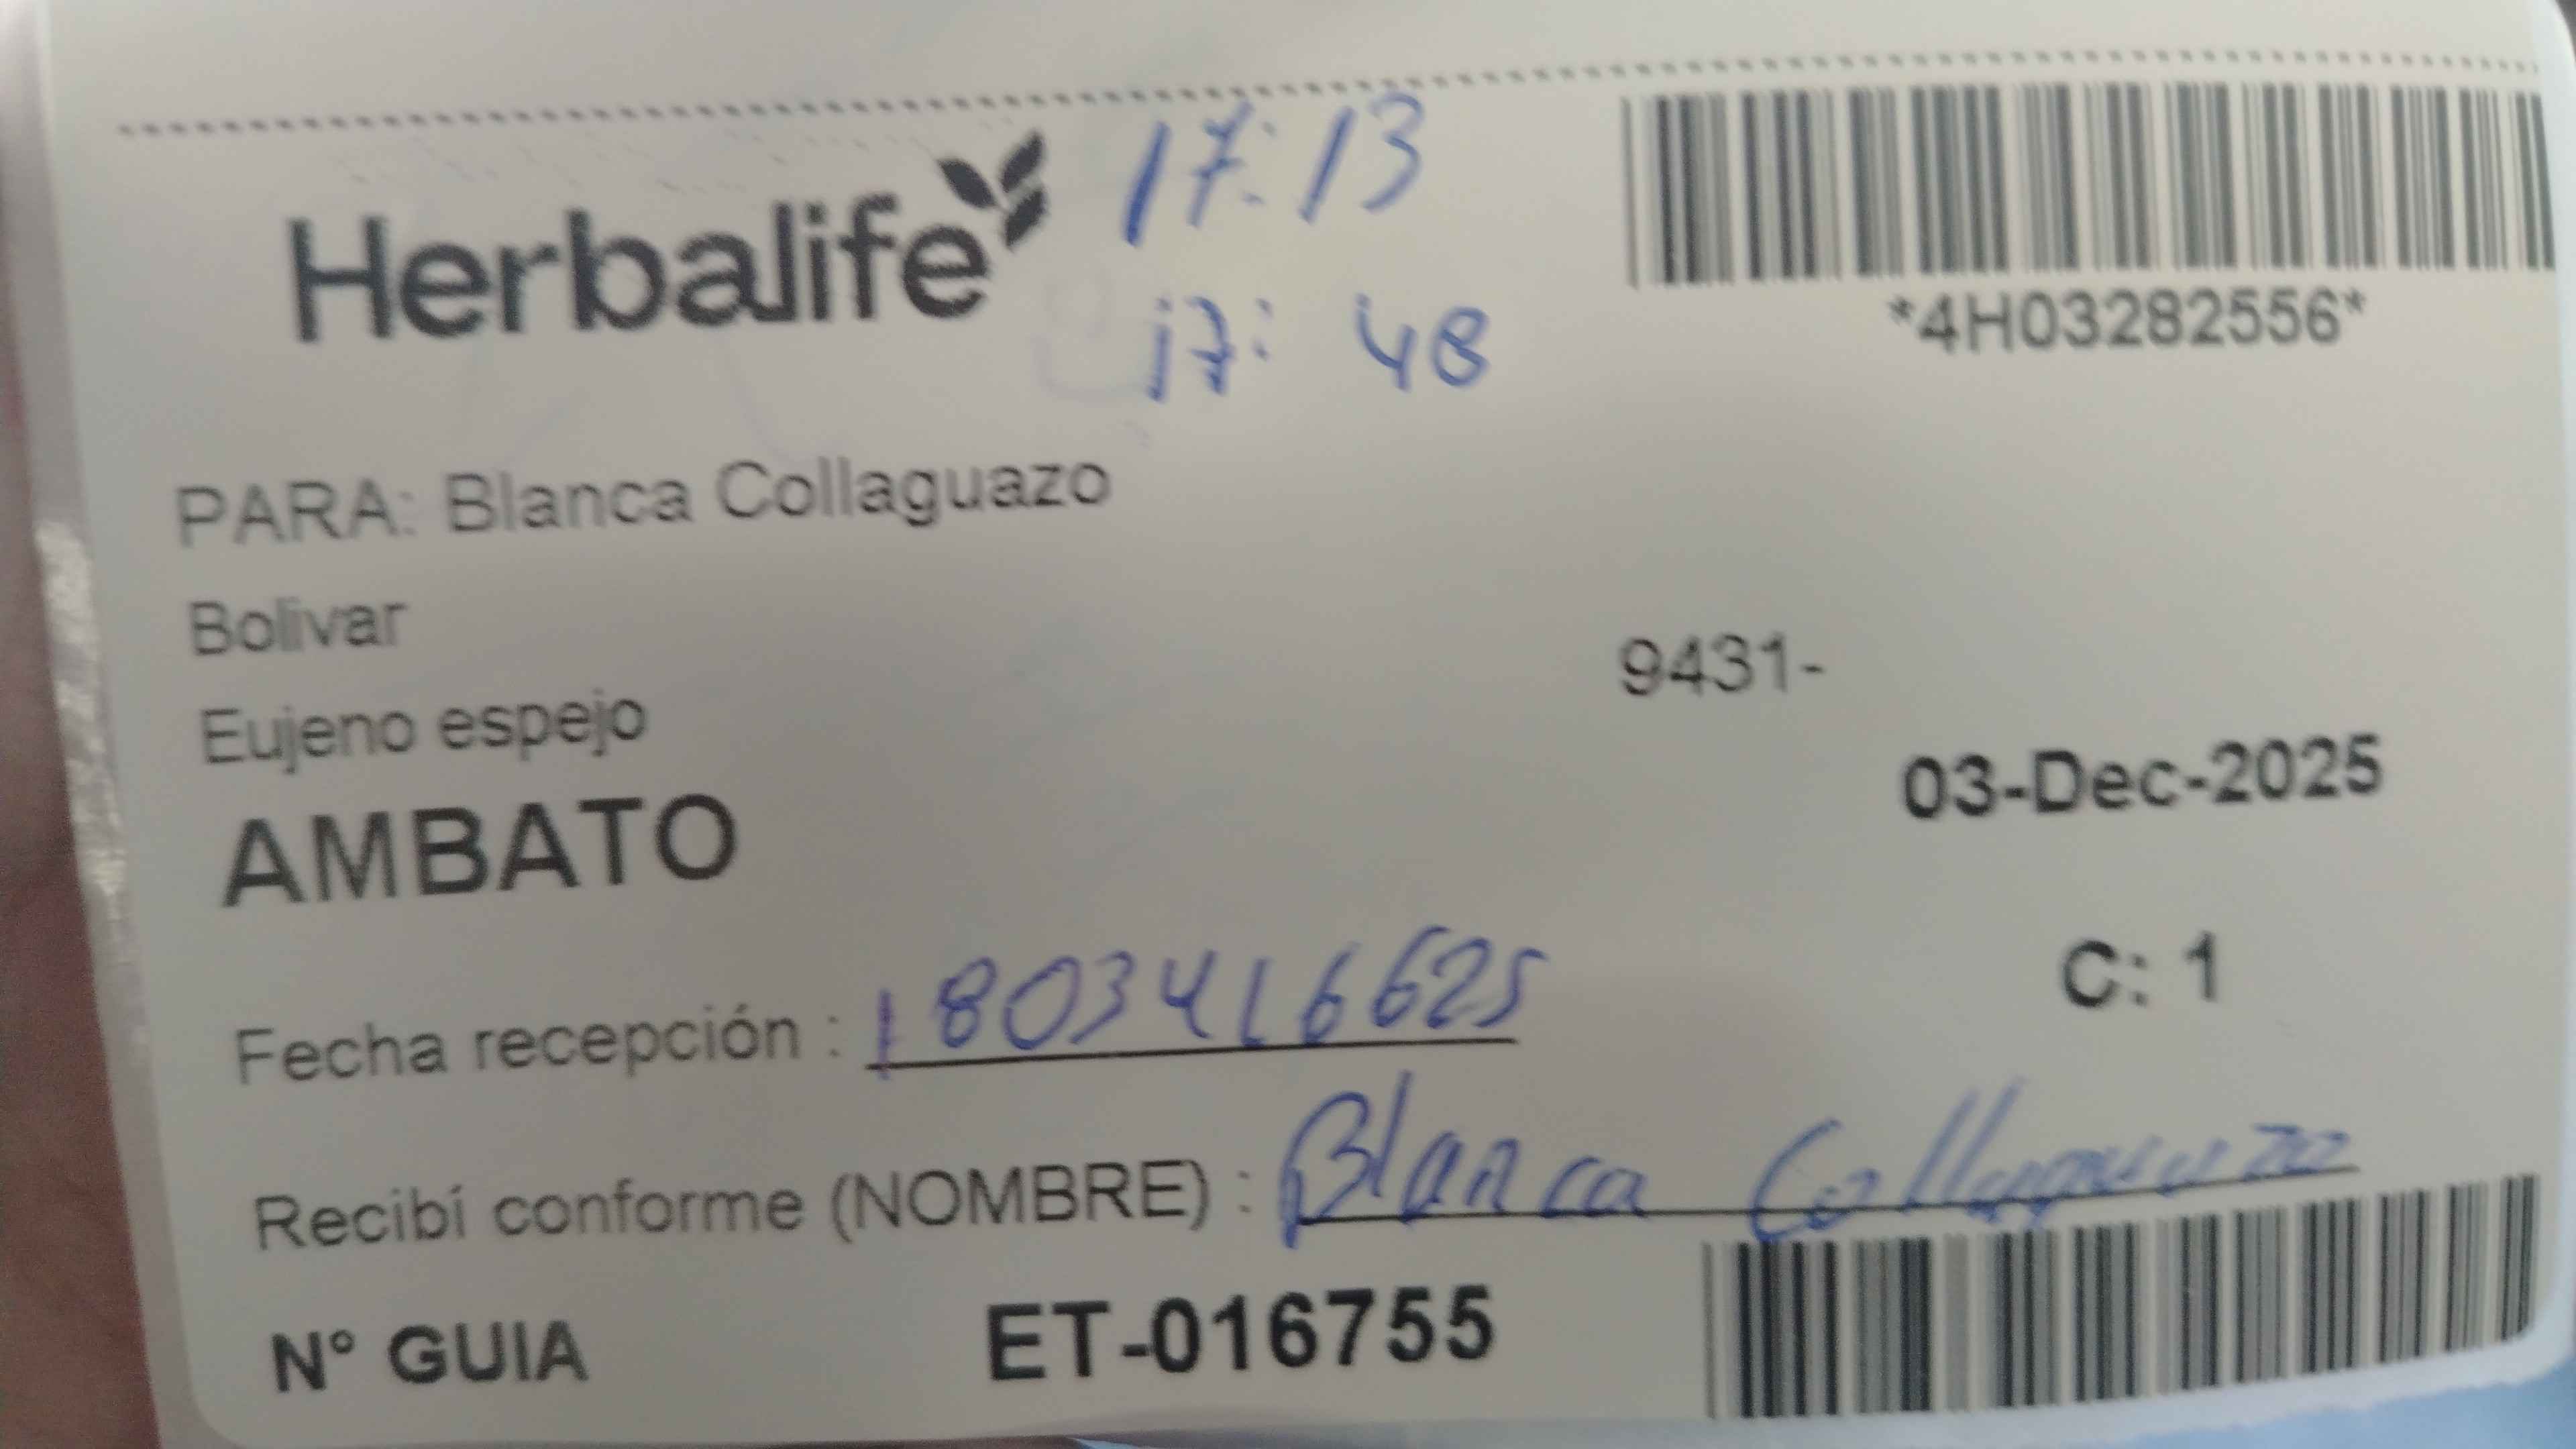 Herbalife
17:13
17: 48
*4H03282556*
PARA: Blanca Collaguazo
Bolivar
9431-
Eujeno espejo
03-Dec-2025
AMBATO
C: 1
Fecha recepción : 1803416625
Recibí conforme (NOMBRE) : Blanca Collaguazo
N° GUIA ET-016755